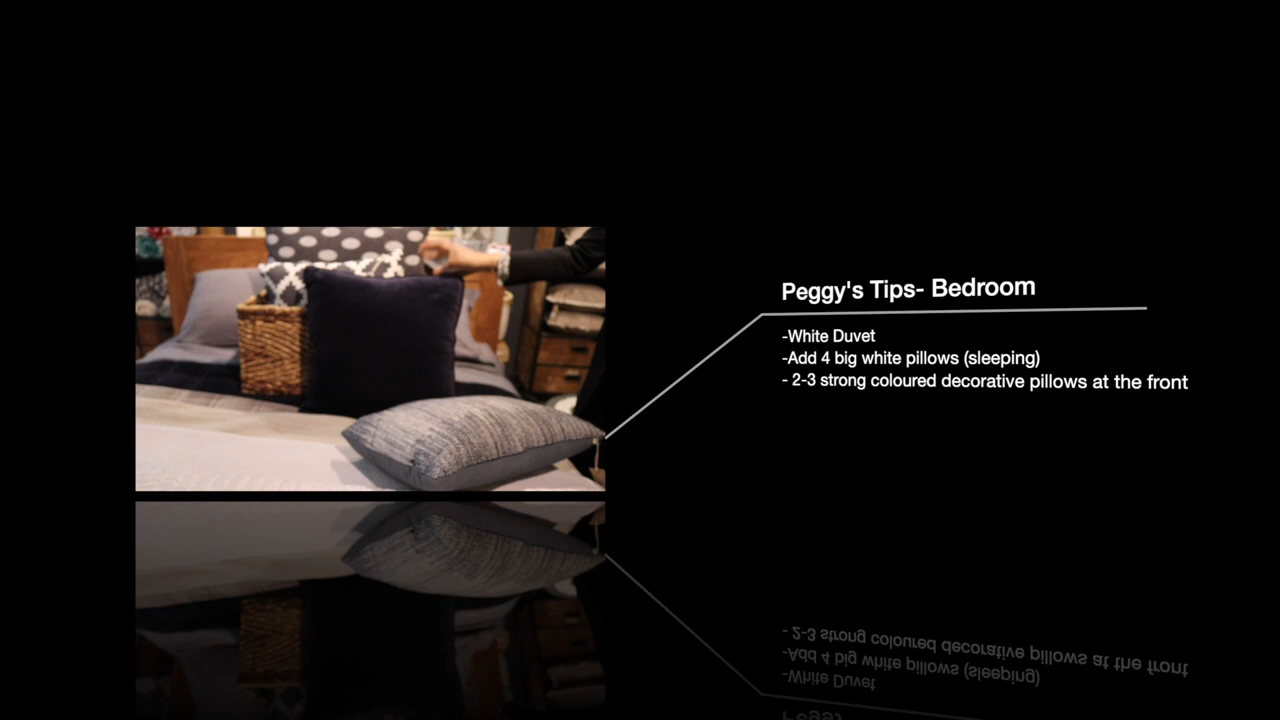 Peggy's Tips- Bedroom
-White Duvet
-Add 4 big white pillows (sleeping)
- 2-3 strong coloured decorative pillows at the front